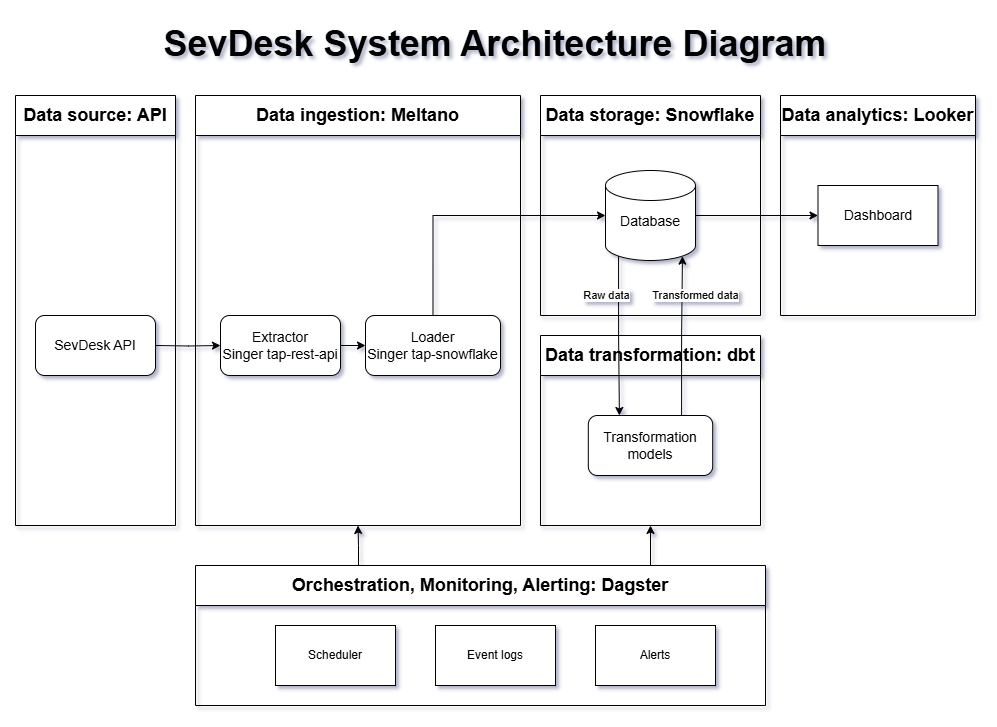 SevDesk System Architecture Diagram
Data source: API
Data ingestion: Meltano
Data storage: Snowflake
Data analytics: Looker
Database
Dashboard
Raw data
Transformed data
SevDesk API
Extractor
Singer tap-rest-api
Loader
Singer tap-snowflake
Data transformation: dbt
Transformation
models
Orchestration, Monitoring, Alerting: Dagster
Scheduler
Event logs
Alerts